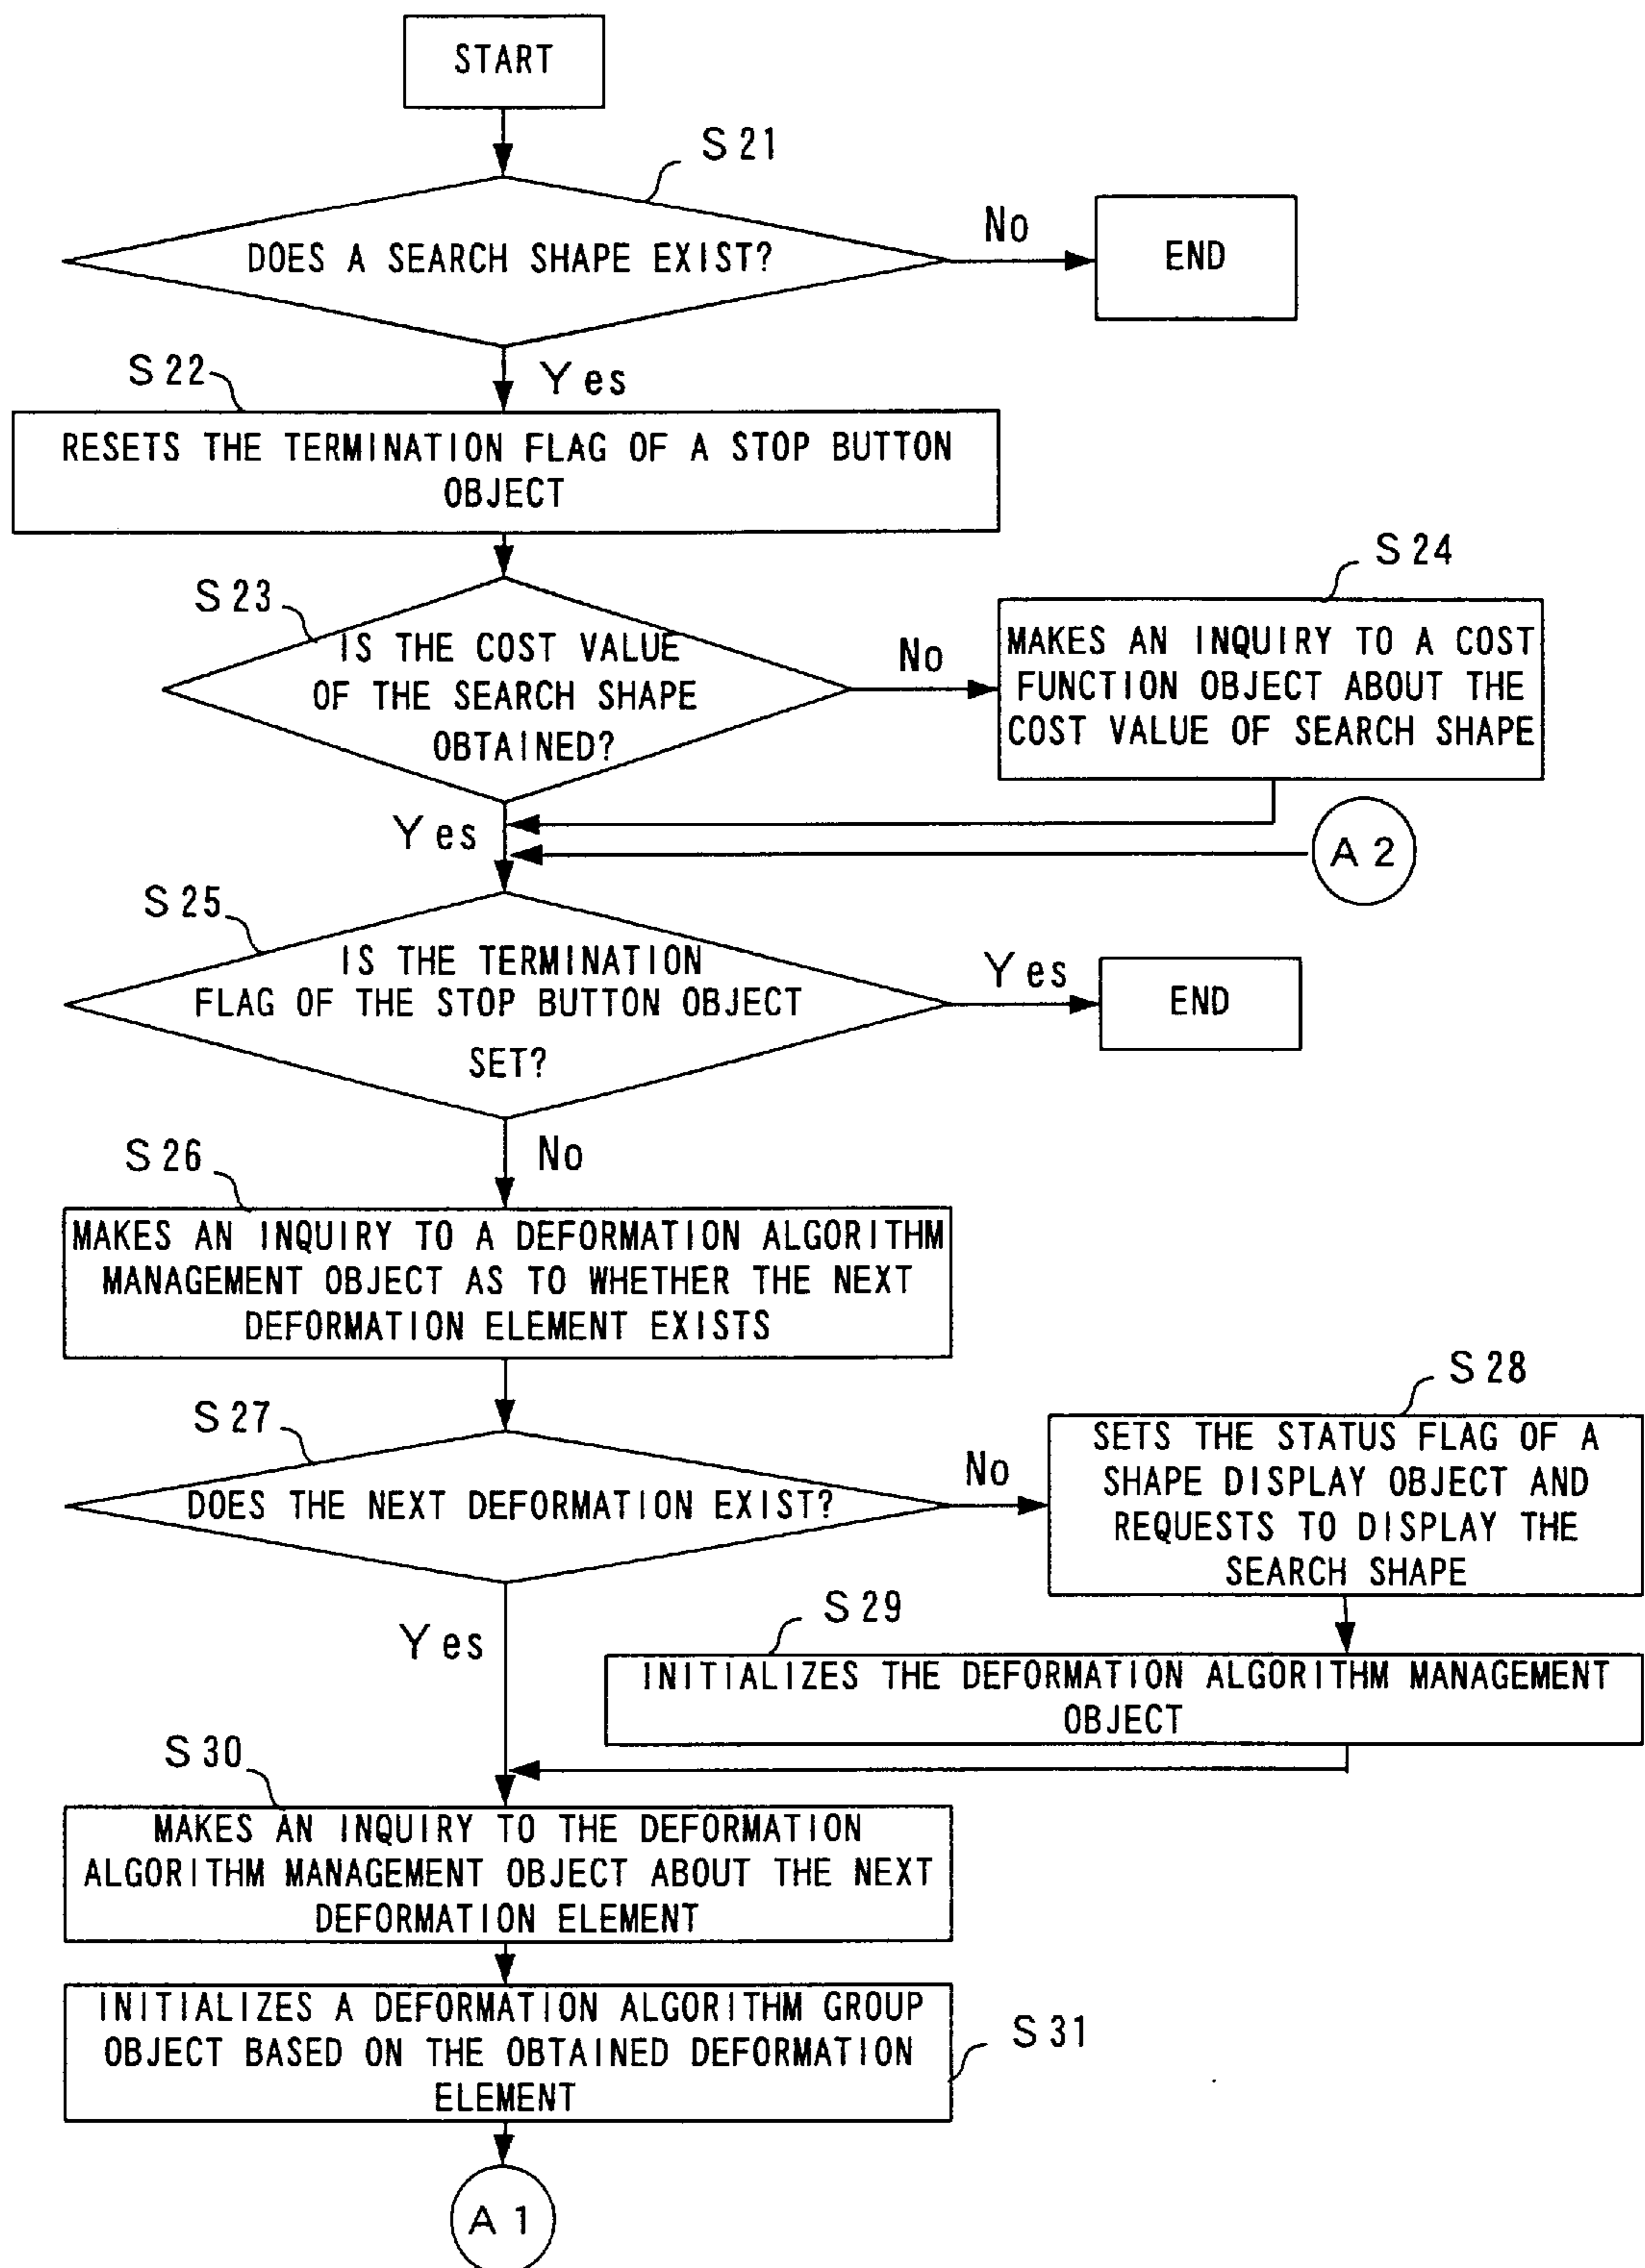 START
S21
DOES A SEARCH SHAPE EXIST?
No
END
S22
Yes
RESETS THE TERMINATION FLAG OF A STOP BUTTON
OBJECT
S23
IS THE COST VALUE
OF THE SEARCH SHAPE
OBTAINED?
No
S24
MAKES AN INQUIRY TO A COST
FUNCTION OBJECT ABOUT THE
COST VALUE OF SEARCH SHAPE
Yes
A2
S25
IS THE TERMINATION
FLAG OF THE STOP BUTTON OBJECT
SET?
Yes
END
No
S26
MAKES AN INQUIRY TO A DEFORMATION ALGORITHM
MANAGEMENT OBJECT AS TO WHETHER THE NEXT
DEFORMATION ELEMENT EXISTS
S27
DOES THE NEXT DEFORMATION EXIST?
No
S28
SETS THE STATUS FLAG OF A
SHAPE DISPLAY OBJECT AND
REQUESTS TO DISPLAY THE
SEARCH SHAPE
Yes
S29
INITIALIZES THE DEFORMATION ALGORITHM MANAGEMENT
OBJECT
S30
MAKES AN INQUIRY TO THE DEFORMATION
ALGORITHM MANAGEMENT OBJECT ABOUT THE NEXT
DEFORMATION ELEMENT
INITIALIZES A DEFORMATION ALGORITHM GROUP
OBJECT BASED ON THE OBTAINED DEFORMATION
ELEMENT
S31
A1